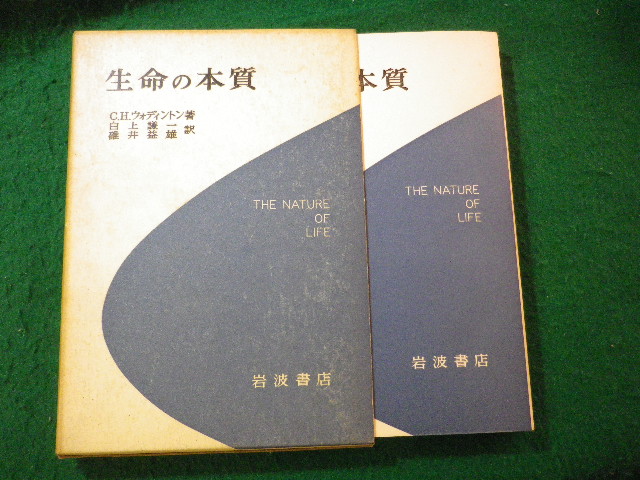 生命の本質
C.H.ウォディントン著
白上謙一
碓井益雄 訳
THE NATURE
OF
LIFE
岩波書店
本質
THE NATURE
OF
LIFE
岩波書店